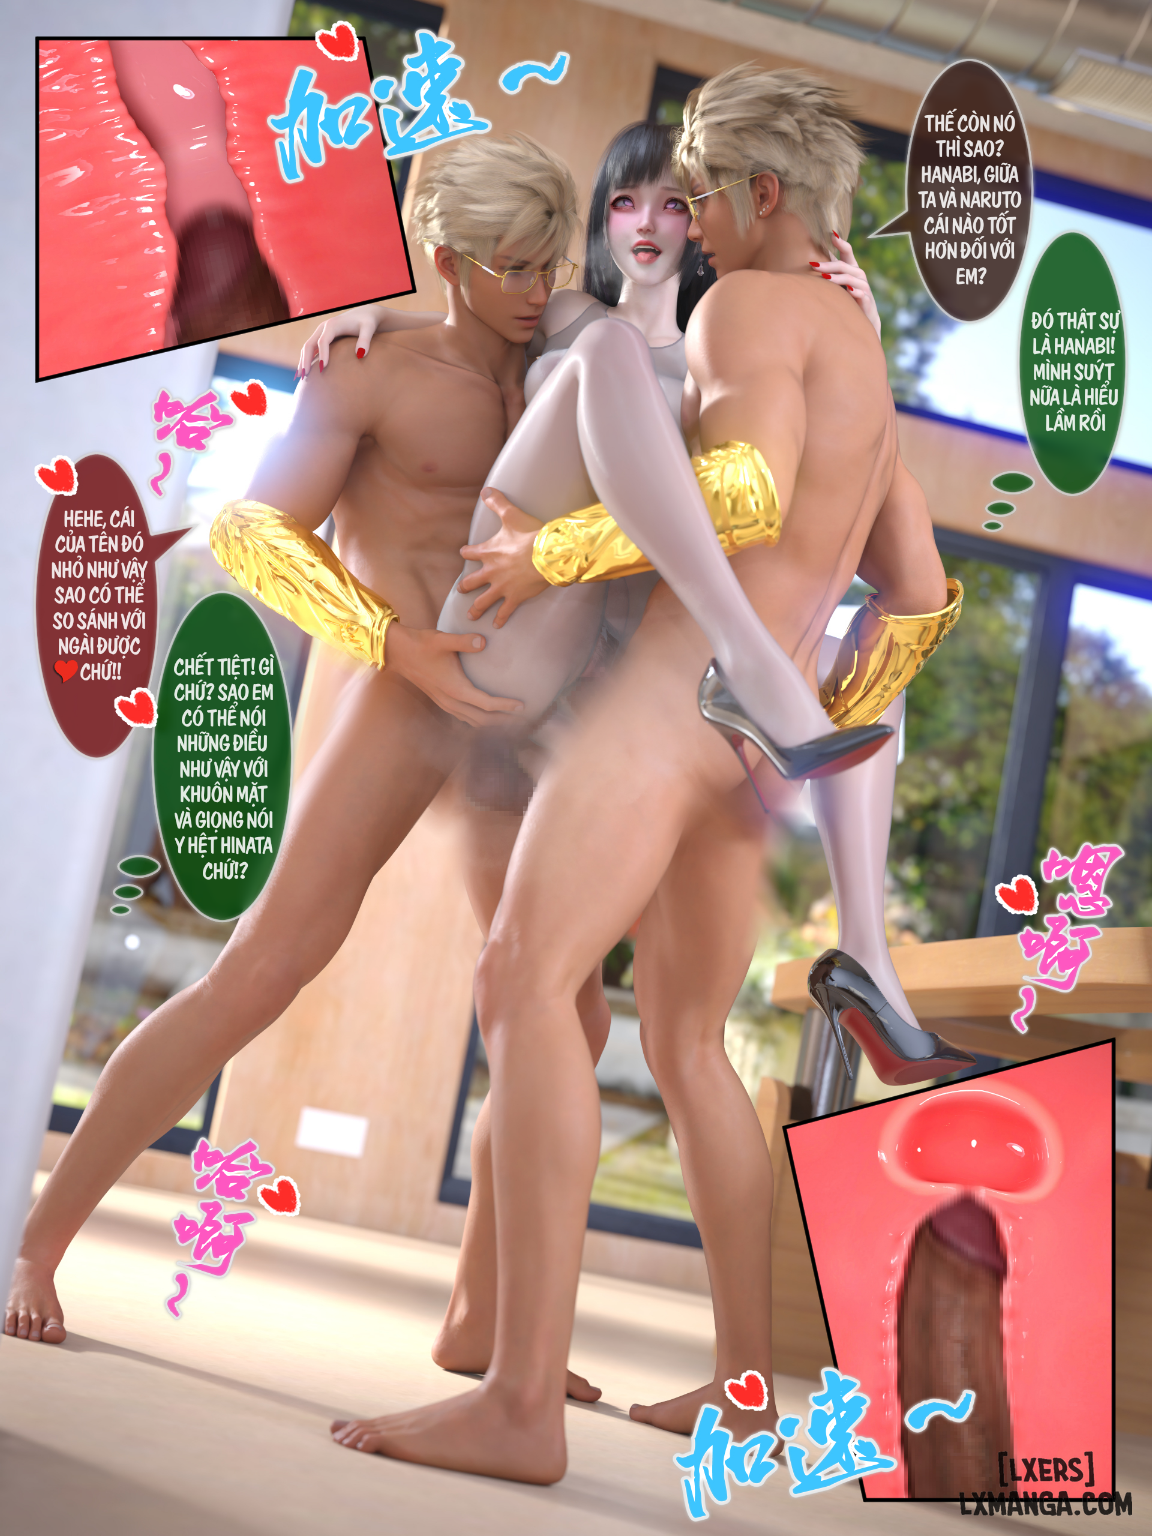 加速~
THẾ CÒN NÓ
THÌ SAO?
HANABI, GIỮA
TA VÀ NARUTO
CÁI NÀO TỐT
HƠN ĐỐI VỚI
EM?
ĐÓ THẬT SỰ
LÀ HANABI!
MÌNH SUÝT
NỮA LÀ HIỂU
LẦM RỒI
哈~
HEHE, CÁI
CỦA TÊN ĐÓ
NHỎ NHƯ VẬY
SAO CÓ THỂ
SO SÁNH VỚI
NGÀI ĐƯỢC
CHỨ!!
CHẾT TIỆT! GÌ
CHỨ? SAO EM
CÓ THỂ NÓI
NHỮNG ĐIỀU
NHƯ VẬY VỚI
KHUÔN MẶT
VÀ GIỌNG NÓI
Y HỆT HINATA
CHỨ!?
嗯啊~
哈啊~
加速~
[LXERS]
LXMANGA.COM